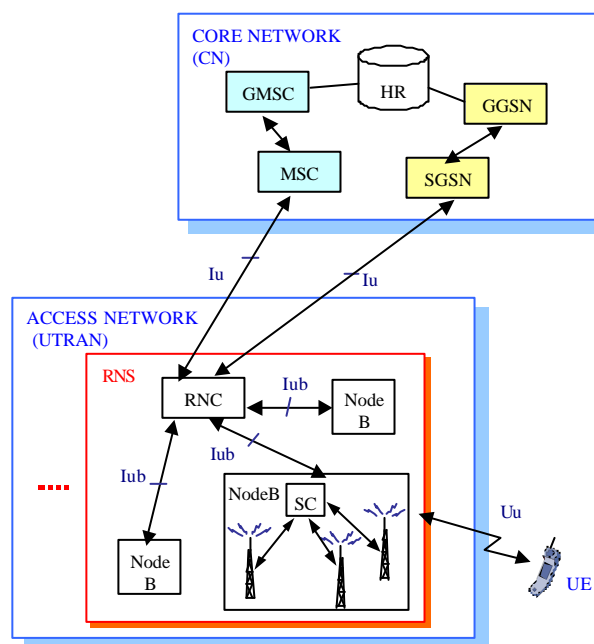 CORE NETWORK
(CN)
HR
GMSC
GGSN
MSC
SGSN
Iu
Iu
ACCESS NETWORK
(UTRAN)
RNS
RNC
Iub
Node
B
Iub
Iub
NodeB
SC
Uu
Node
B
UE